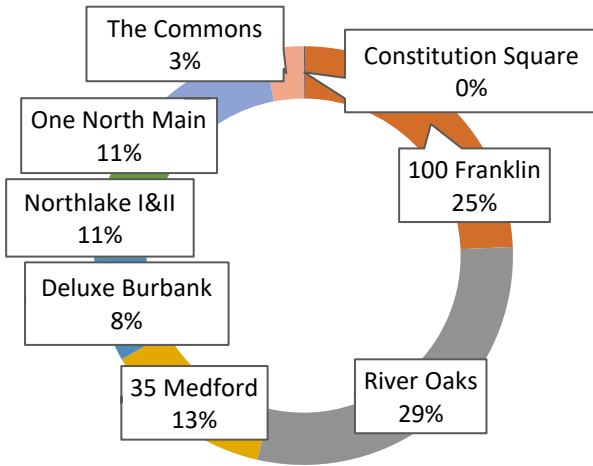 The Commons
3%
Constitution Square
0%
One North Main
11%
100 Franklin
25%
Northlake I&II
11%
Deluxe Burbank
8%
35 Medford
13%
River Oaks
29%